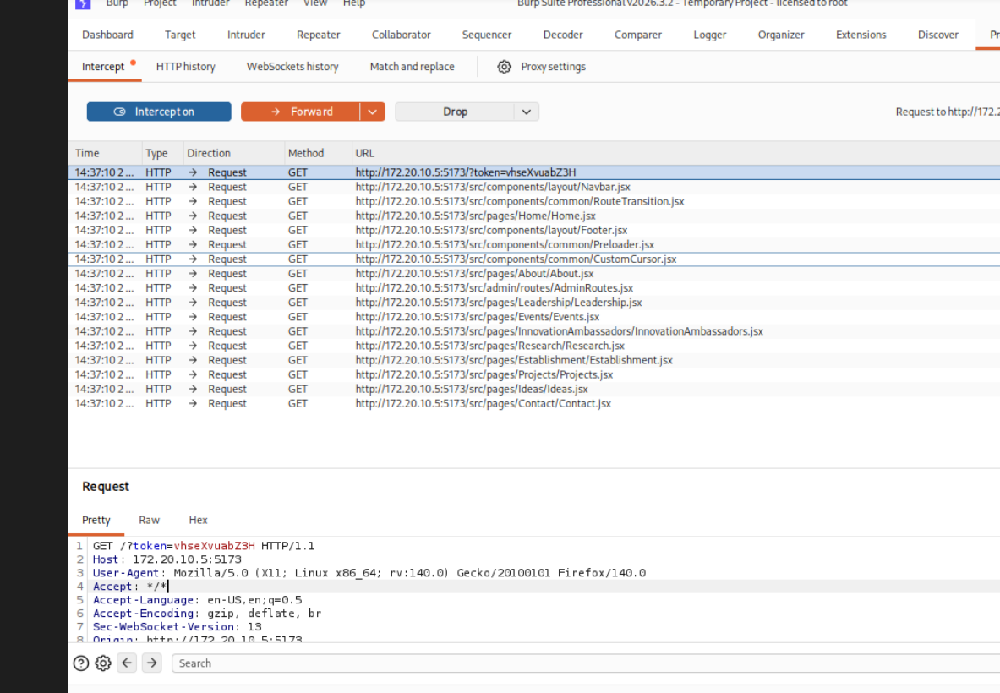 Burp Project Intruder Repeater View Help Burp Suite Professional v2026.3.2 - Temporary Project - licensed to root
Dashboard Target Intruder Repeater Collaborator Sequencer Decoder Comparer Logger Organizer Extensions Discover Pr
Intercept HTTP history WebSockets history Match and replace Proxy settings
Intercept on Forward Drop Request to http://172.2
Time Type Direction Method URL
14:37:10 2 ... HTTP → Request GET http://172.20.10.5:5173/?token=vhseXvuabZ3H
14:37:10 2 ... HTTP → Request GET http://172.20.10.5:5173/src/components/layout/Navbar.jsx
14:37:10 2 ... HTTP → Request GET http://172.20.10.5:5173/src/components/common/RouteTransition.jsx
14:37:10 2 ... HTTP → Request GET http://172.20.10.5:5173/src/pages/Home/Home.jsx
14:37:10 2 ... HTTP → Request GET http://172.20.10.5:5173/src/components/layout/Footer.jsx
14:37:10 2 ... HTTP → Request GET http://172.20.10.5:5173/src/components/common/Preloader.jsx
14:37:10 2 ... HTTP → Request GET http://172.20.10.5:5173/src/components/common/CustomCursor.jsx
14:37:10 2 ... HTTP → Request GET http://172.20.10.5:5173/src/pages/About/About.jsx
14:37:10 2 ... HTTP → Request GET http://172.20.10.5:5173/src/admin/routes/AdminRoutes.jsx
14:37:10 2 ... HTTP → Request GET http://172.20.10.5:5173/src/pages/Leadership/Leadership.jsx
14:37:10 2 ... HTTP → Request GET http://172.20.10.5:5173/src/pages/Events/Events.jsx
14:37:10 2 ... HTTP → Request GET http://172.20.10.5:5173/src/pages/InnovationAmbassadors/InnovationAmbassadors.jsx
14:37:10 2 ... HTTP → Request GET http://172.20.10.5:5173/src/pages/Research/Research.jsx
14:37:10 2 ... HTTP → Request GET http://172.20.10.5:5173/src/pages/Establishment/Establishment.jsx
14:37:10 2 ... HTTP → Request GET http://172.20.10.5:5173/src/pages/Projects/Projects.jsx
14:37:10 2 ... HTTP → Request GET http://172.20.10.5:5173/src/pages/Ideas/Ideas.jsx
14:37:10 2 ... HTTP → Request GET http://172.20.10.5:5173/src/pages/Contact/Contact.jsx
Request
Pretty Raw Hex
1 GET /?token=vhseXvuabZ3H HTTP/1.1
2 Host: 172.20.10.5:5173
3 User-Agent: Mozilla/5.0 (X11; Linux x86_64; rv:140.0) Gecko/20100101 Firefox/140.0
4 Accept: */*
5 Accept-Language: en-US,en;q=0.5
6 Accept-Encoding: gzip, deflate, br
7 Sec-WebSocket-Version: 13
8 Origin: http://172.20.10.5:5173
Search